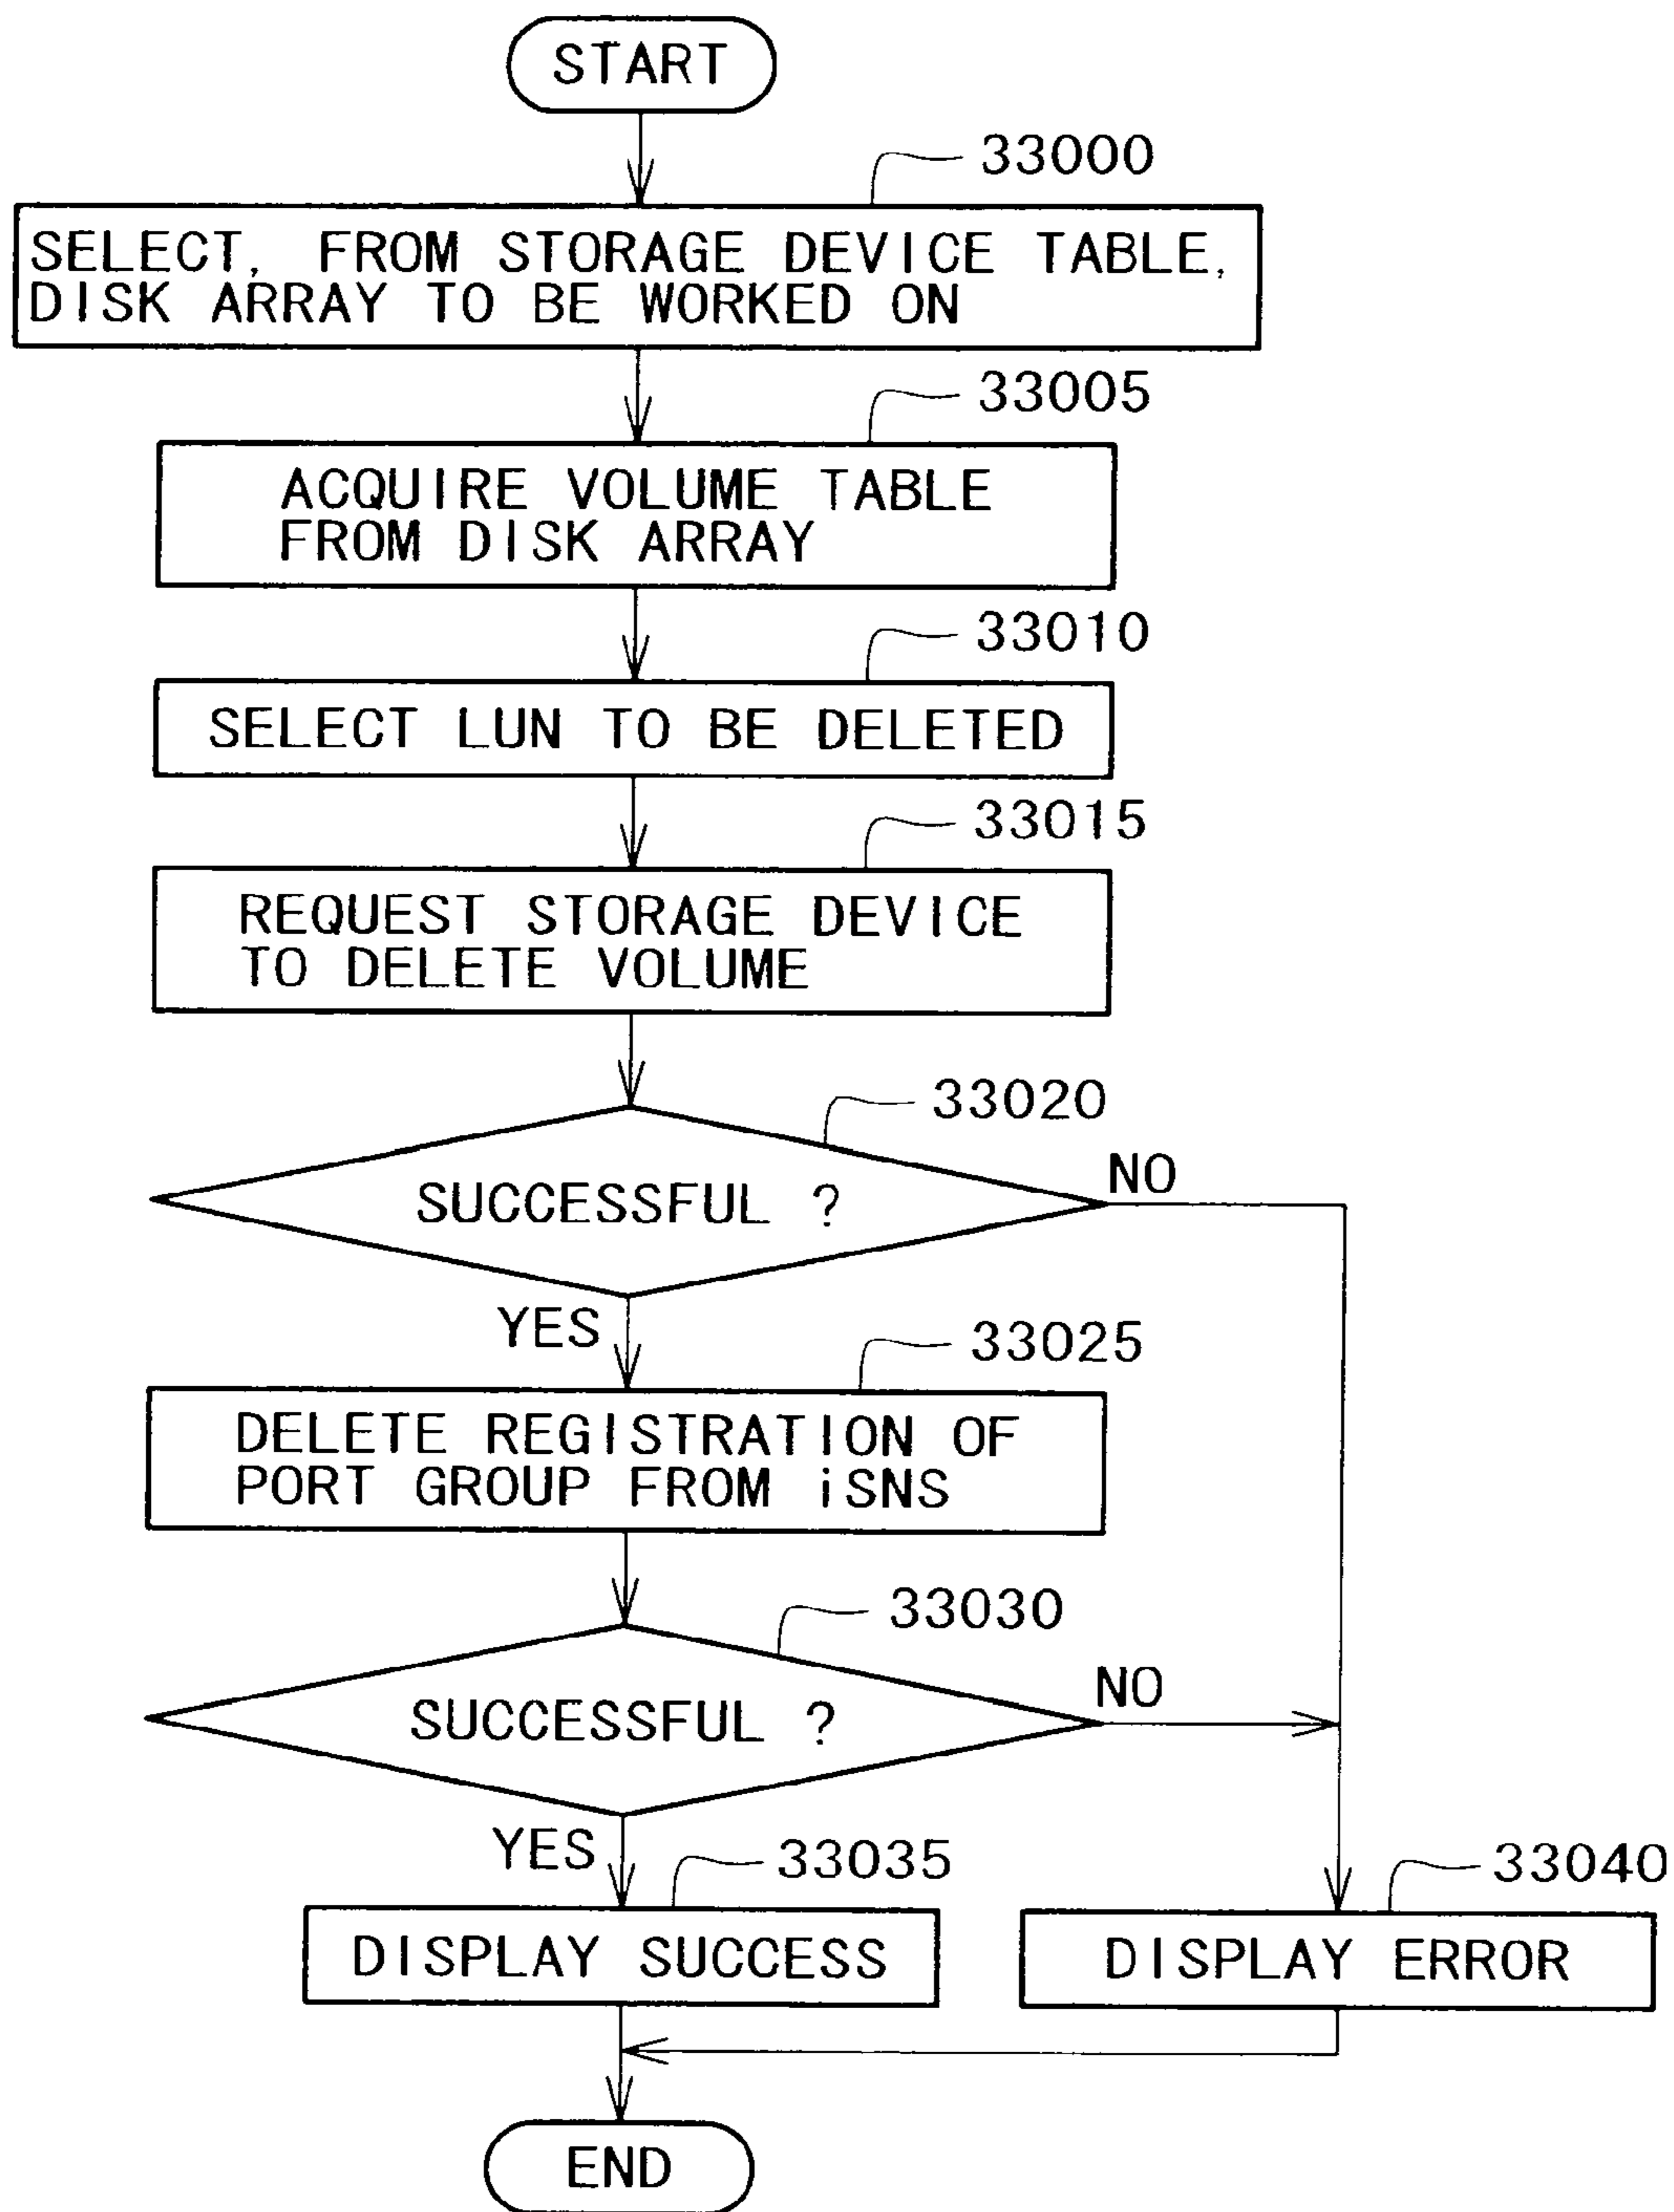 START
33000
SELECT, FROM STORAGE DEVICE TABLE,
DISK ARRAY TO BE WORKED ON
33005
ACQUIRE VOLUME TABLE
FROM DISK ARRAY
33010
SELECT LUN TO BE DELETED
33015
REQUEST STORAGE DEVICE
TO DELETE VOLUME
33020
SUCCESSFUL ?
NO
YES
33025
DELETE REGISTRATION OF
PORT GROUP FROM iSNS
33030
SUCCESSFUL ?
NO
YES
33035
DISPLAY SUCCESS
33040
DISPLAY ERROR
END